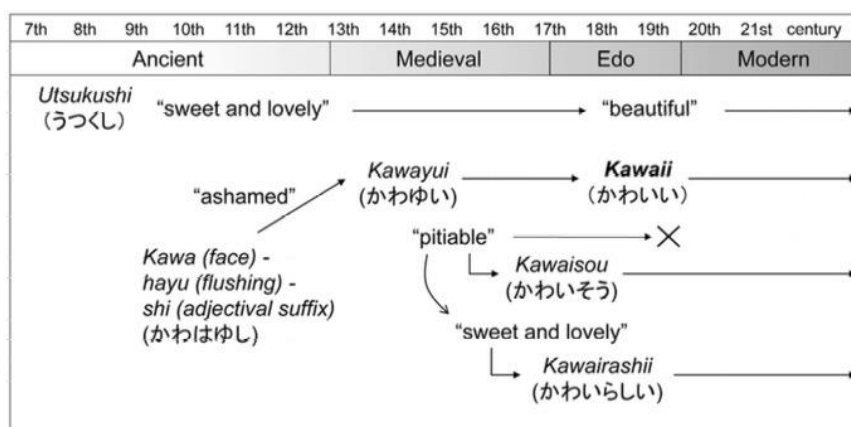 7th 8th 9th 10th 11th 12th 13th 14th 15th 16th 17th 18th 19th 20th 21st century
Ancient Medieval Edo Modern
Utsukushi
(うつくし)
“sweet and lovely” “beautiful”
Kawayui
(かわゆい)
Kawaii
(かわいい)
“ashamed”
“pitiable”
Kawa (face) -
hayu (flushing) -
shi (adjectival suffix)
(かわはゆし)
Kawaisou
(かわいそう)
“sweet and lovely”
Kawairashii
(かわいらしい)